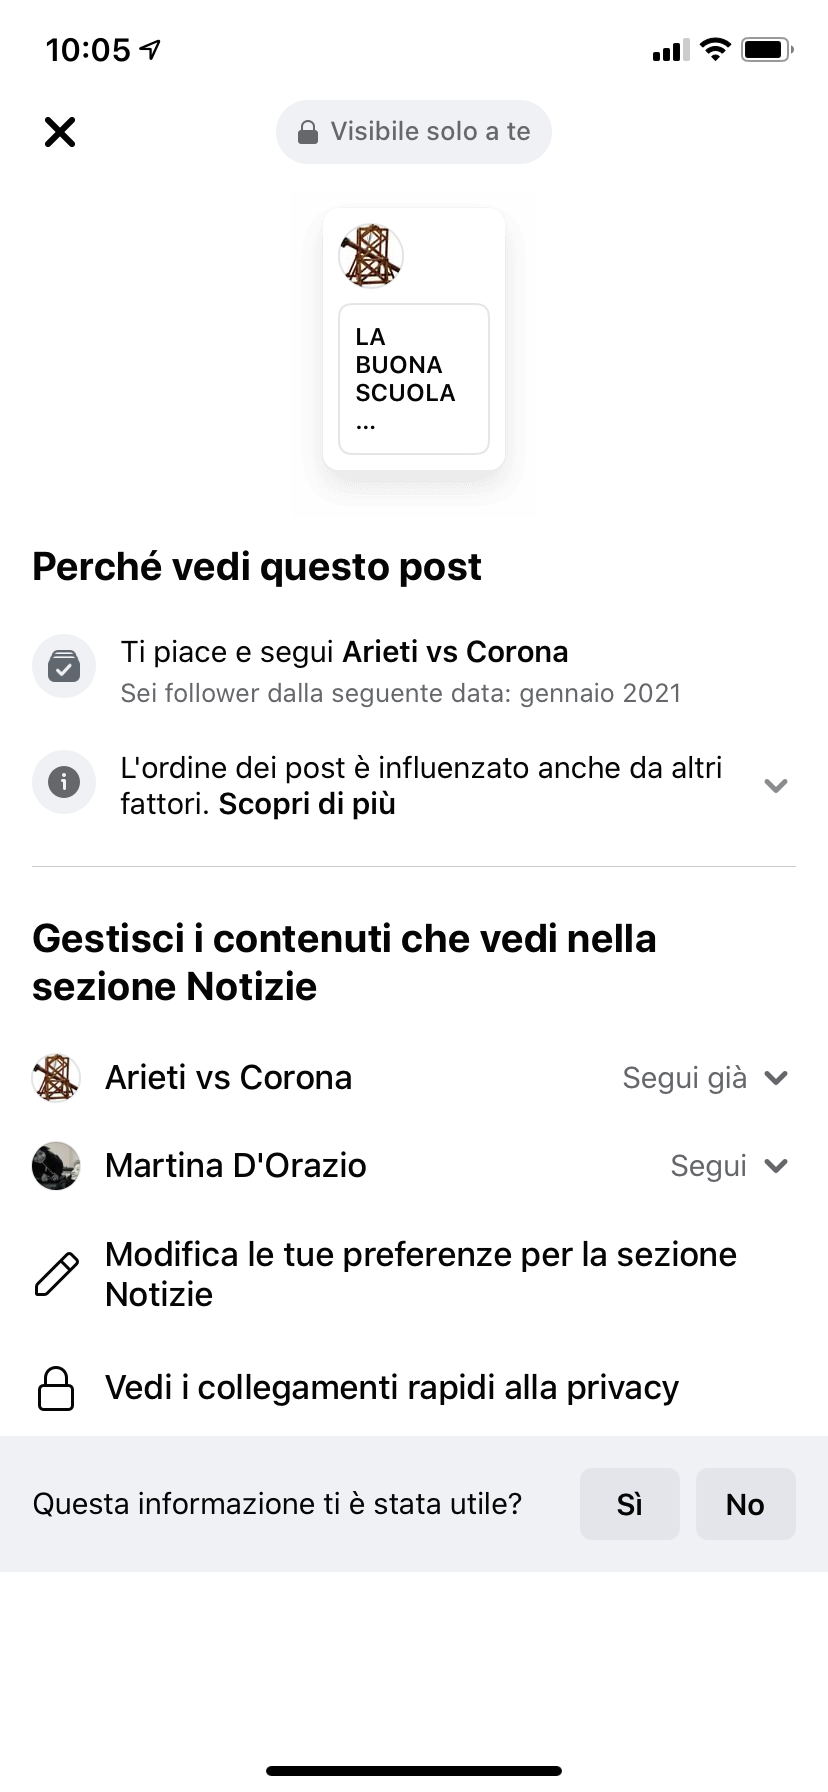 10:05
Visibile solo a te
LA
BUONA
SCUOLA
...
Perché vedi questo post
Ti piace e segui Arieti vs Corona
Sei follower dalla seguente data: gennaio 2021
L'ordine dei post è influenzato anche da altri
fattori. Scopri di più
Gestisci i contenuti che vedi nella
sezione Notizie
Arieti vs Corona Segui già
Martina D'Orazio Segui
Modifica le tue preferenze per la sezione
Notizie
Vedi i collegamenti rapidi alla privacy
Questa informazione ti è stata utile? Sì No